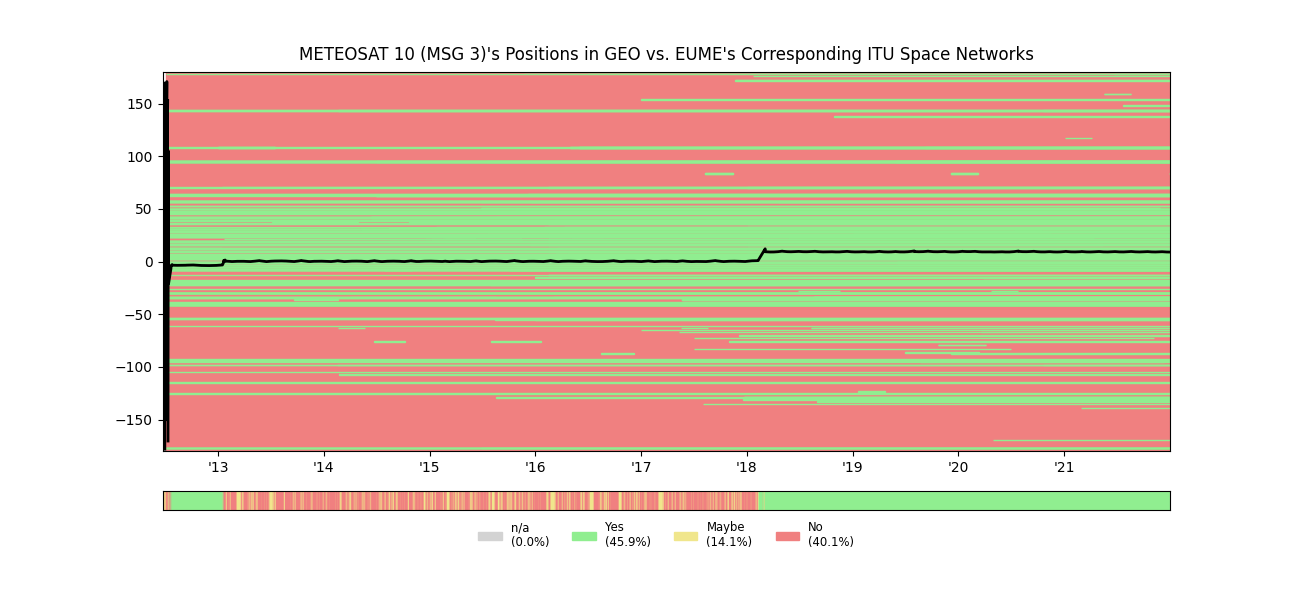 METEOSAT 10 (MSG 3)'s Positions in GEO vs. EUME's Corresponding ITU Space Networks
150
100
50
0
−50
−100
−150
'13 '14 '15 '16 '17 '18 '19 '20 '21
n/a Yes Maybe No
(0.0%) (45.9%) (14.1%) (40.1%)